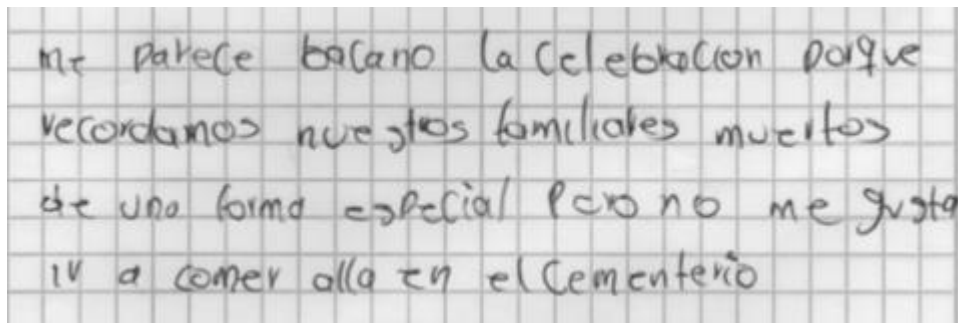 me parece bacano la celebracion porque
recordamos nuestros familiares muertos
de una forma especial Pero no me gusta
ir a comer alla en el cementerio